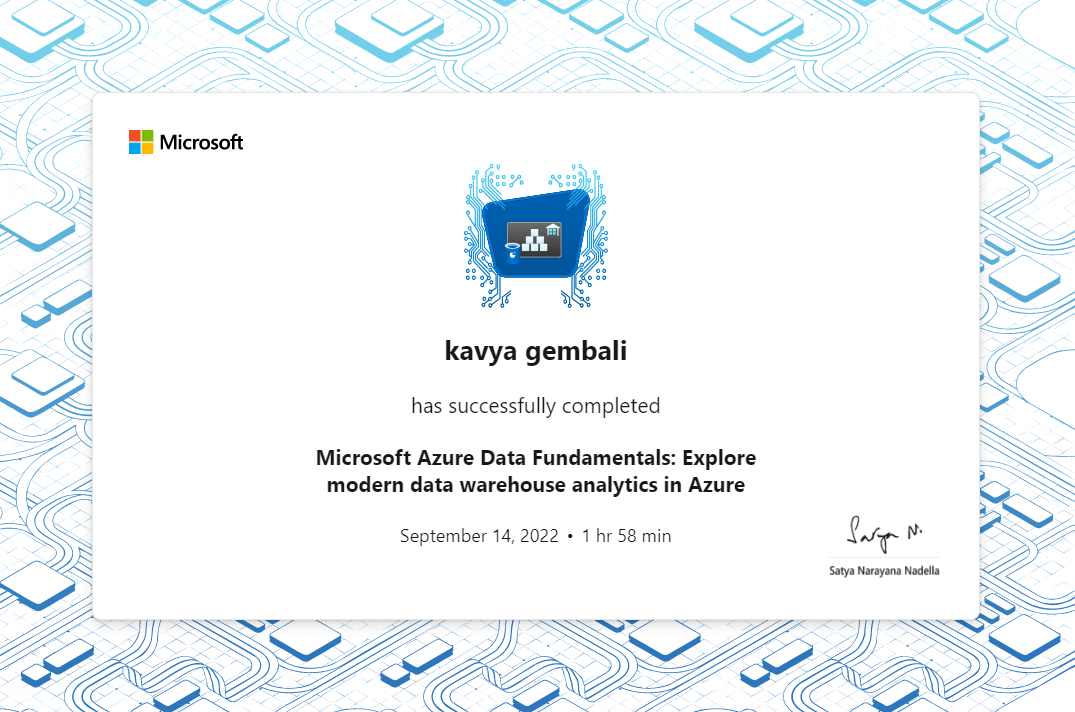 Microsoft
kavya gembali
has successfully completed
Microsoft Azure Data Fundamentals: Explore
modern data warehouse analytics in Azure
September 14, 2022 • 1 hr 58 min
Satya N.
Satya Narayana Nadella